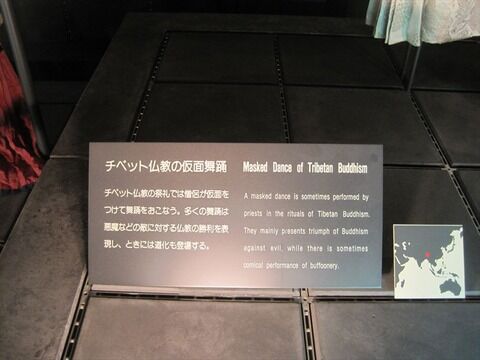 チベット仏教の仮面舞踊
チベット仏教の祭礼では僧侶が仮面を
つけて舞踊をおこなう。多くの舞踊は
悪魔などの敵に対する仏教の勝利を表
現し、ときには道化も登場する。
Masked Dance of Tribetan Buddhism
A masked dance is sometimes performed by
priests in the rituals of Tibetan Buddhism.
They mainly presents triumph of Buddhism
against evil, while there is sometimes
comical performance of buffoonery.